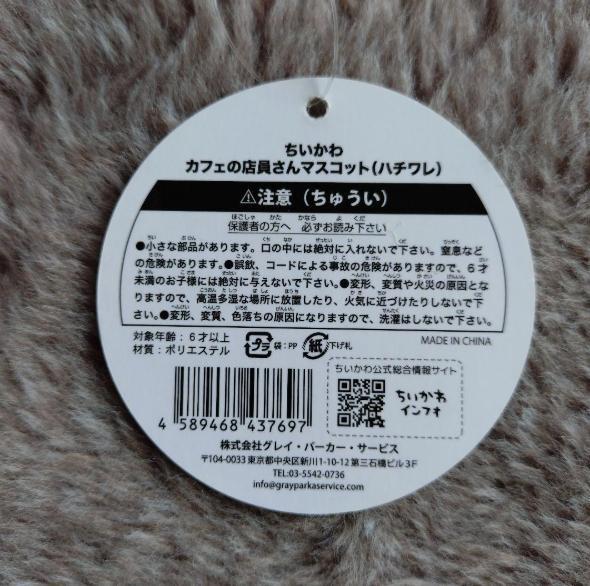 ちいかわ
カフェの店員さんマスコット(ハチワレ)
⚠注意(ちゅうい)
保護者の方へ 必ずお読み下さい
●小さな部品があります。口の中には絶対に入れないで下さい。窒息など
の危険があります。●誤飲、コードによる事故の危険がありますので、6才
未満のお子様には絶対に与えないで下さい。●変形、変質や火災の原因とな
りますので、高温多湿な場所に放置したり、火気に近づけたりしないで下さ
い。●変形、変質、色落ちの原因になりますので、洗濯はしないで下さい。
対象年齢:6才以上
材質:ポリエステル
プラ 袋:PP 紙 下げ札
MADE IN CHINA
ちいかわ公式総合情報サイト
ちいかわ
インフォ
4 589468 437697
株式会社グレイ・パーカー・サービス
〒104-0033 東京都中央区新川1-10-12 第三石橋ビル3F
TEL:03-5542-0736
info@grayparkaservice.com